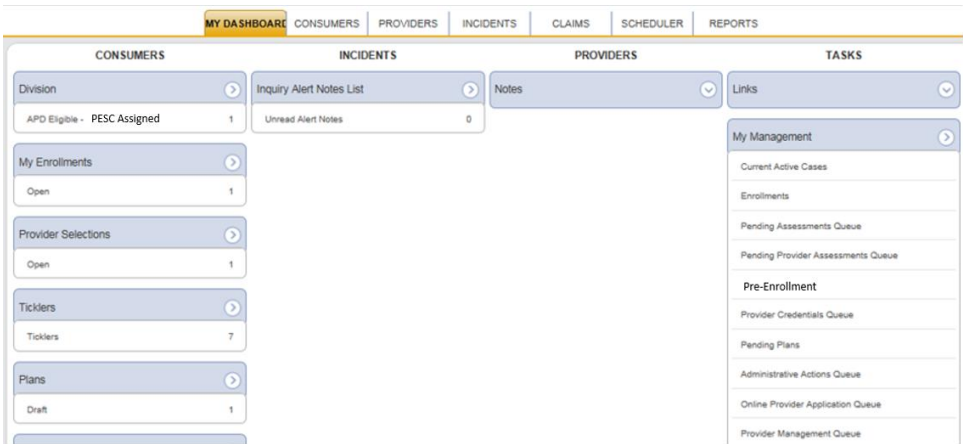 MY DASHBOARD CONSUMERS PROVIDERS INCIDENTS CLAIMS SCHEDULER REPORTS
CONSUMERS
Division
APD Eligible - PESC Assigned 1
My Enrollments
Open 1
Provider Selections
Open 1
Ticklers
Ticklers 7
Plans
Draft 1
INCIDENTS
Inquiry Alert Notes List
Unread Alert Notes 0
PROVIDERS
Notes
TASKS
Links
My Management
Current Active Cases
Enrollments
Pending Assessments Queue
Pending Provider Assessments Queue
Pre-Enrollment
Provider Credentials Queue
Pending Plans
Administrative Actions Queue
Online Provider Application Queue
Provider Management Queue